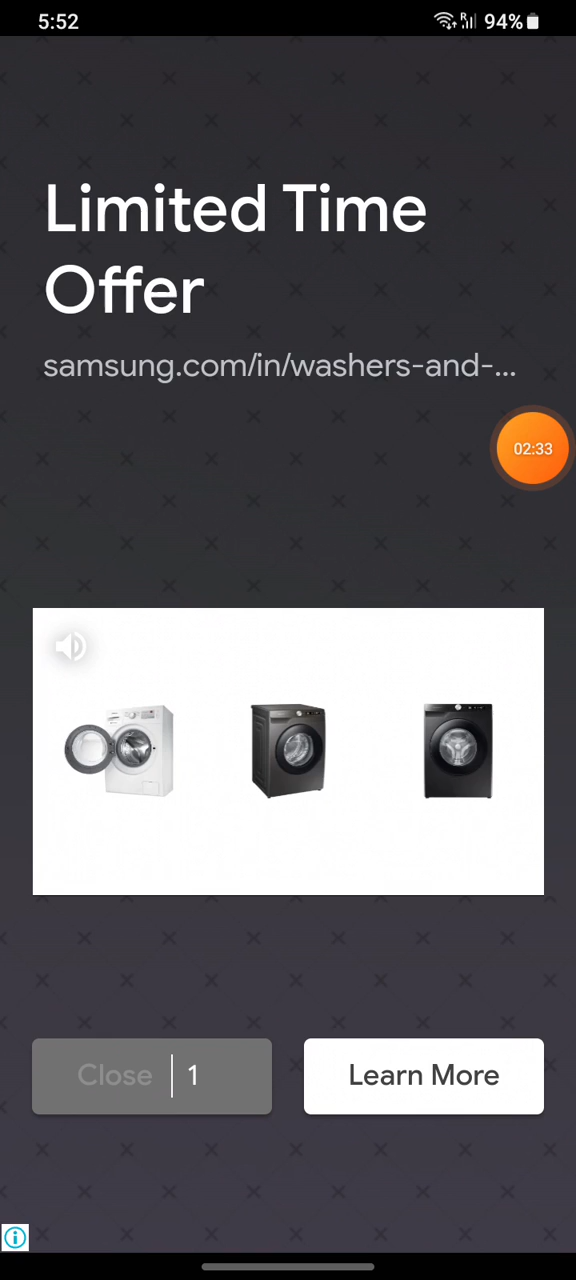 5:52
R
94%
Limited Time
Offer
samsung.com/in/washers-and-...
02:33
Close | 1
Learn More